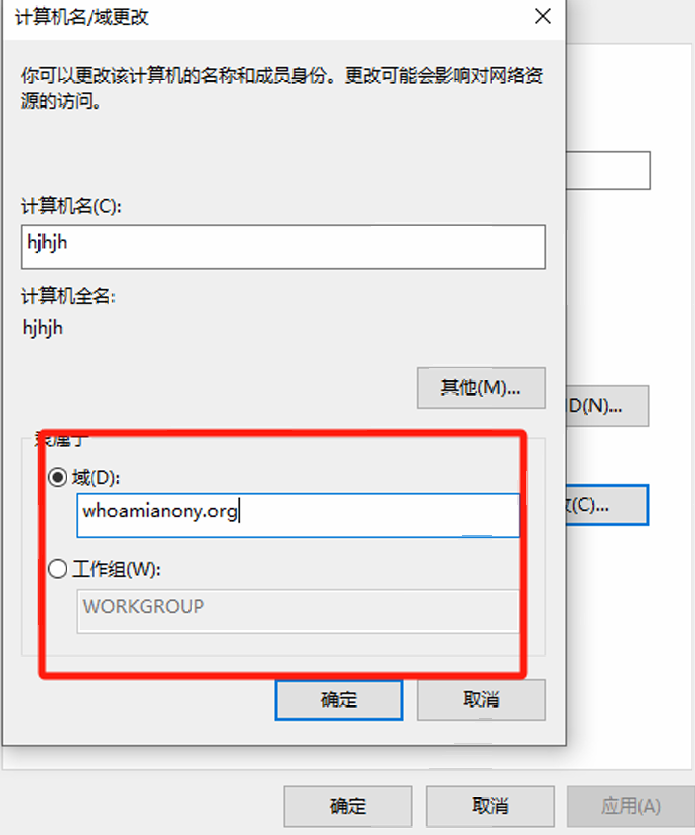 计算机名/域更改
你可以更改该计算机的名称和成员身份。更改可能会影响对网络资
源的访问。
计算机名(C):
hjhjh
计算机全名:
hjhjh
其他(M)...
D(N)...
隶属于
域(D):
whoamianony.org
(C)...
工作组(W):
WORKGROUP
确定
取消
确定
取消
应用(A)